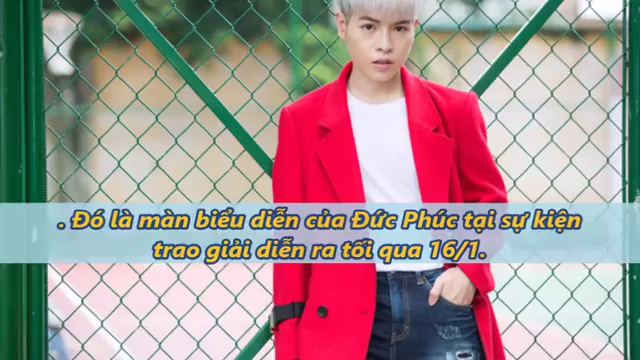 . Đó là màn biểu diễn của Đức Phúc tại sự kiện
trao giải diễn ra tối qua 16/1.